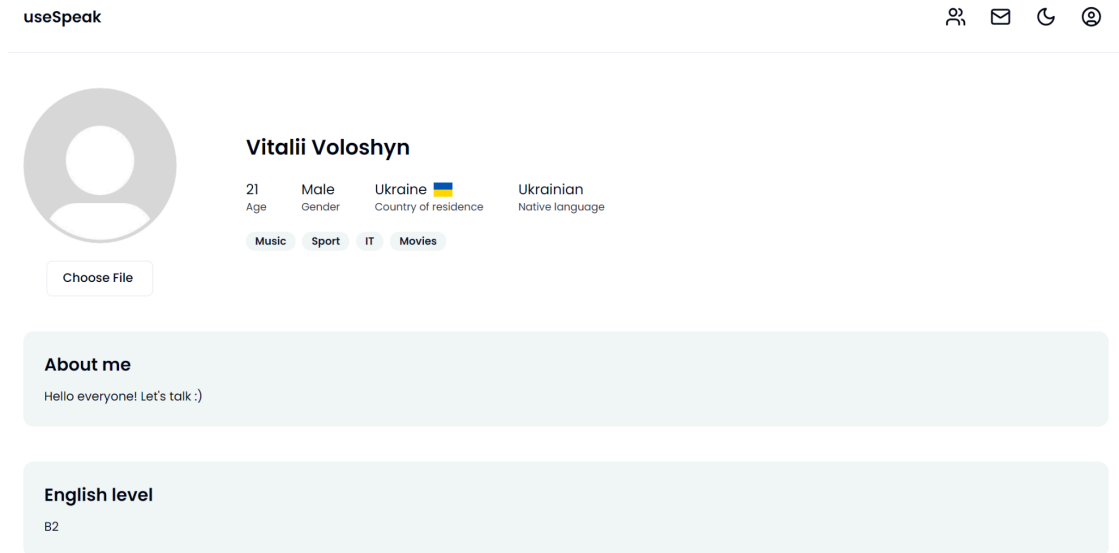 useSpeak
Vitalii Voloshyn
21 Male Ukraine Ukrainian
Age Gender Country of residence Native language
Music Sport IT Movies
Choose File
About me
Hello everyone! Let's talk :)
English level
B2